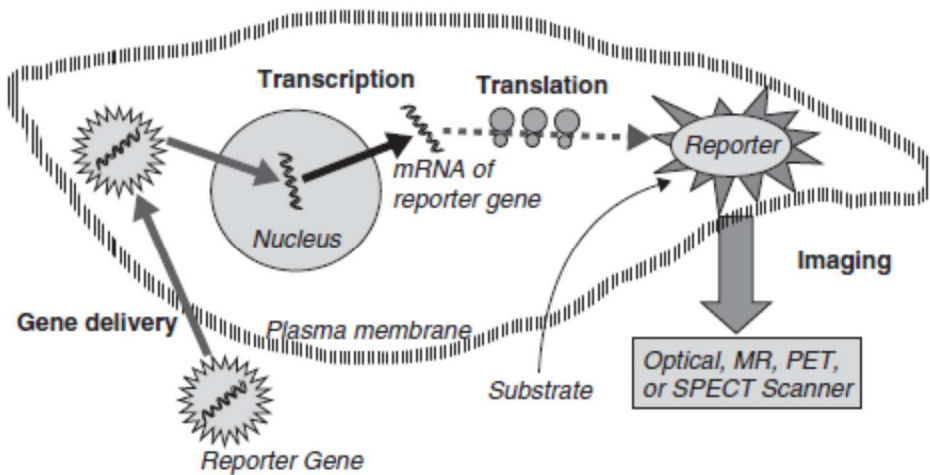 Transcription
Translation
Reporter
mRNA of
reporter gene
Nucleus
Imaging
Gene delivery
Plasma membrane
Optical, MR, PET,
or SPECT Scanner
Substrate
Reporter Gene